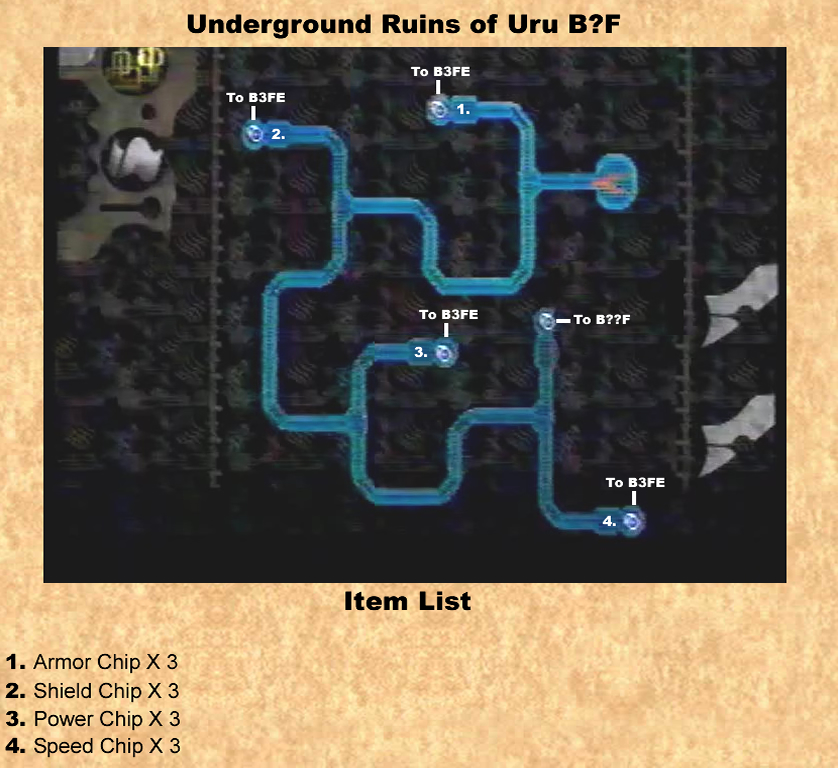 Underground Ruins of Uru B?F
To B3FE
To B3FE
1.
2.
To B3FE
To B??F
3.
To B3FE
4.
Item List
1. Armor Chip X 3
2. Shield Chip X 3
3. Power Chip X 3
4. Speed Chip X 3